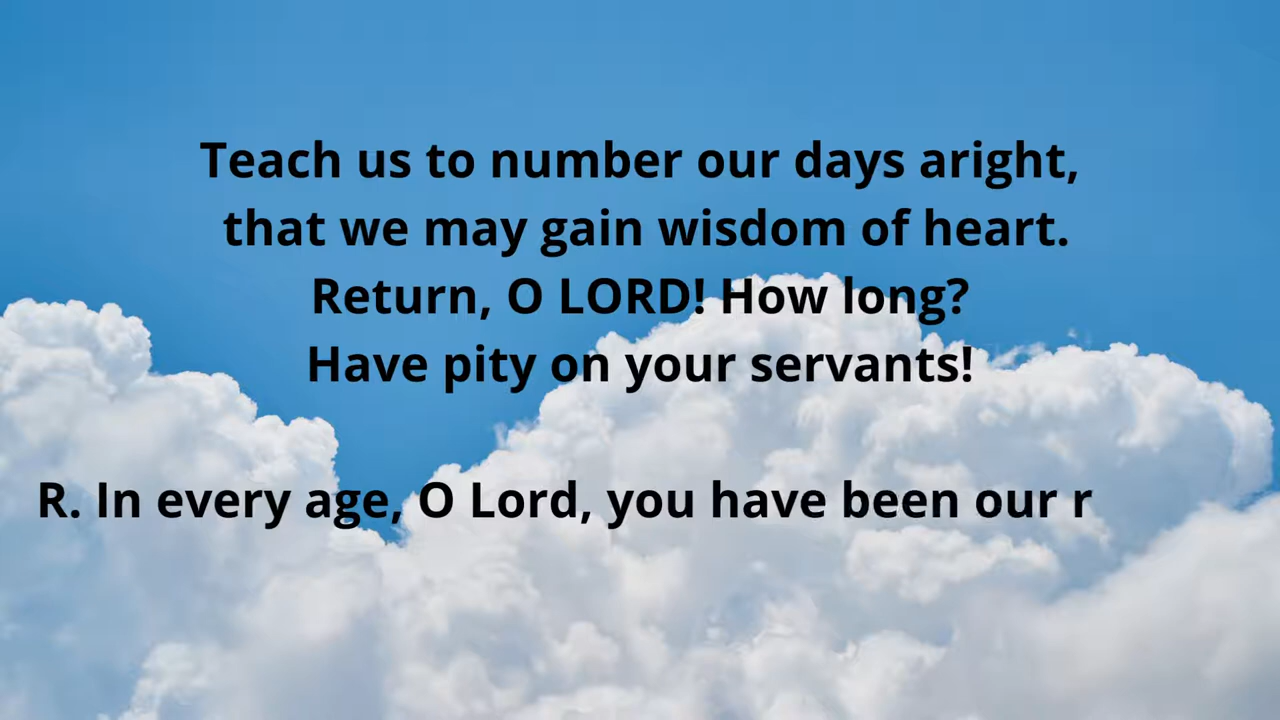 Teach us to number our days aright,
that we may gain wisdom of heart.
Return, O LORD! How long?
Have pity on your servants!
R. In every age, O Lord, you have been our r